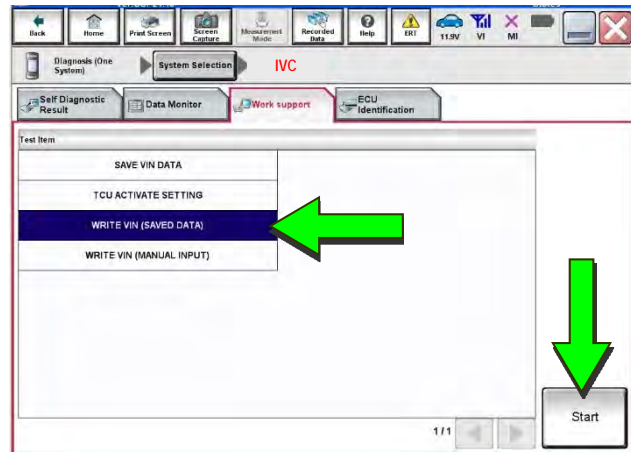 Back Home Print Screen Screen Capture Measurement Mode Recorded Data Help ERT 11.9V VI MI
Diagnosis (One System) System Selection IVC
Self Diagnostic Result Data Monitor Work support ECU Identification
Test Item
SAVE VIN DATA
TCU ACTIVATE SETTING
WRITE VIN (SAVED DATA)
WRITE VIN (MANUAL INPUT)
1/1
Start